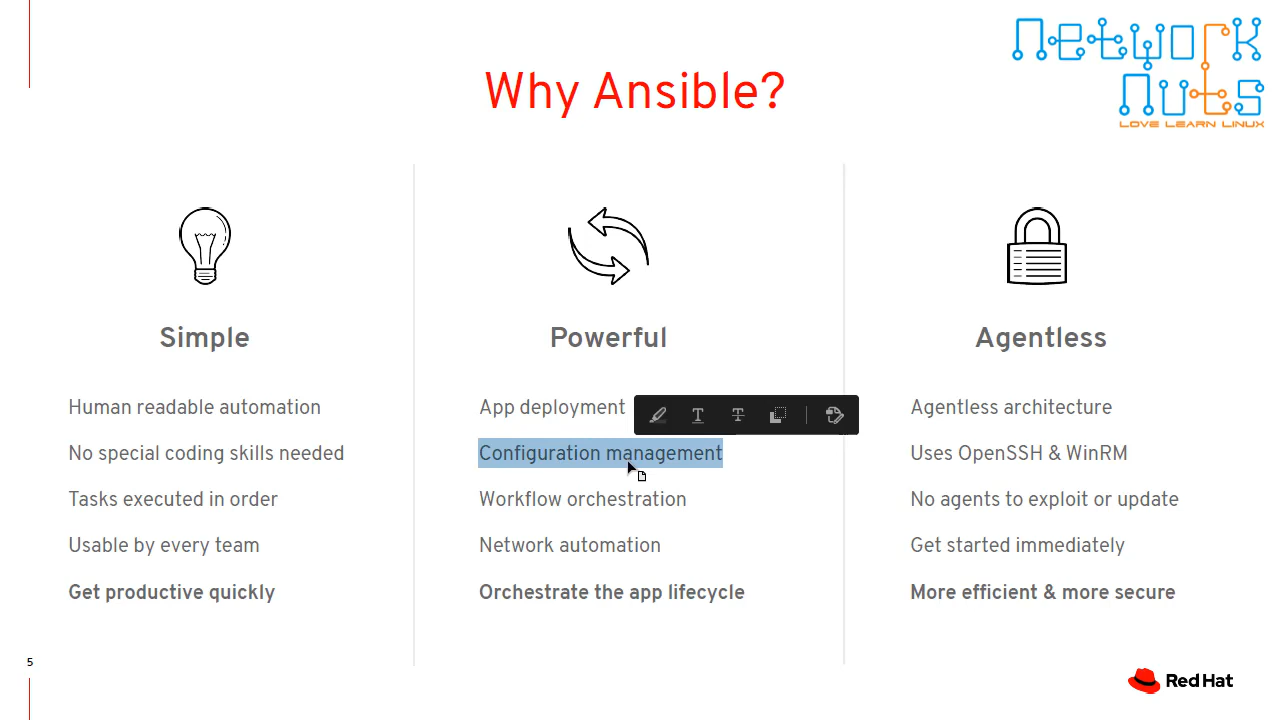 Network
Nuts
LOVE LEARN LINUX
Why Ansible?
Simple
Human readable automation
No special coding skills needed
Tasks executed in order
Usable by every team
Get productive quickly
Powerful
App deployment
Configuration management
Workflow orchestration
Network automation
Orchestrate the app lifecycle
Agentless
Agentless architecture
Uses OpenSSH & WinRM
No agents to exploit or update
Get started immediately
More efficient & more secure
5
Red Hat